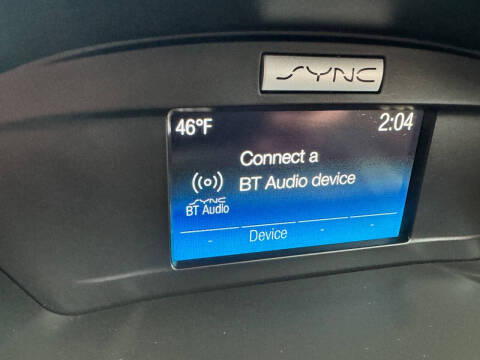 SYNC
46°F 2:04
Connect a
BT Audio device
SYNC
BT Audio
- Device - -